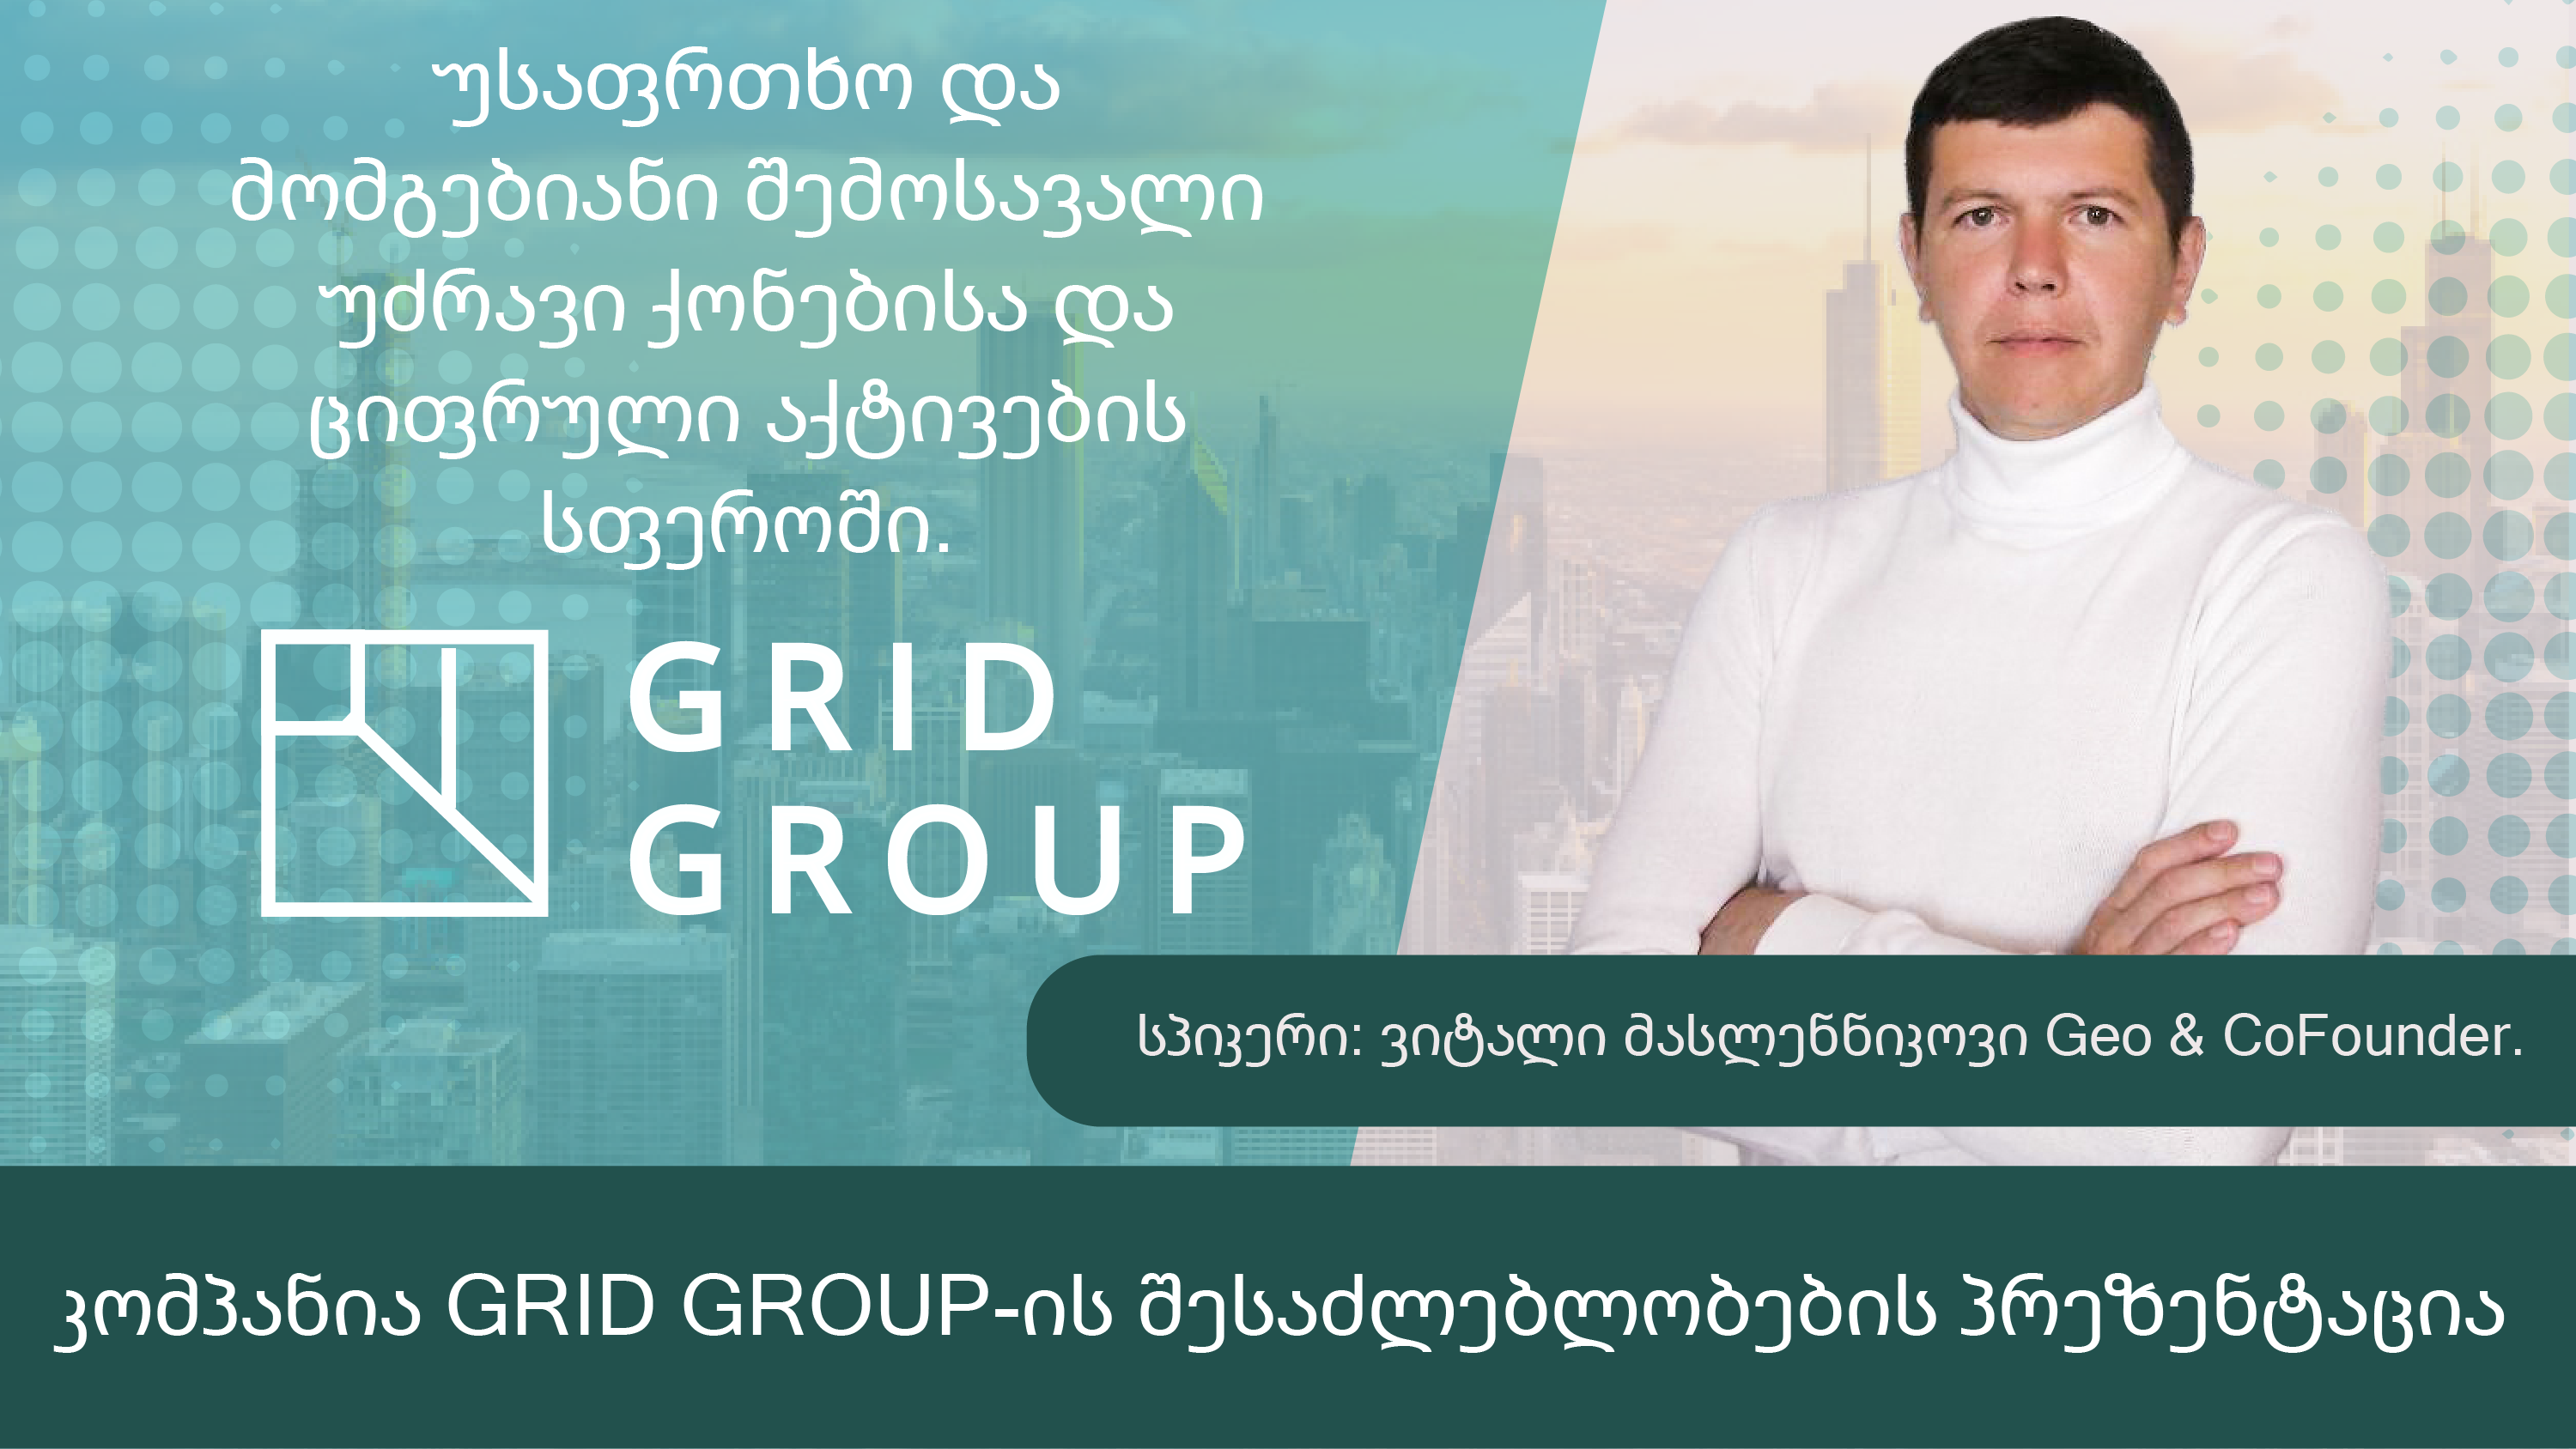 უსაფრთხო და
მომგებიანი შემოსავალი
უძრავი ქონებისა და
ციფრული აქტივების
სფეროში.
GRID
GROUP
სპიკერი: ვიტალი მასლენნიკოვი Geo & CoFounder.
კომპანია GRID GROUP-ის შესაძლებლობების პრეზენტაცია